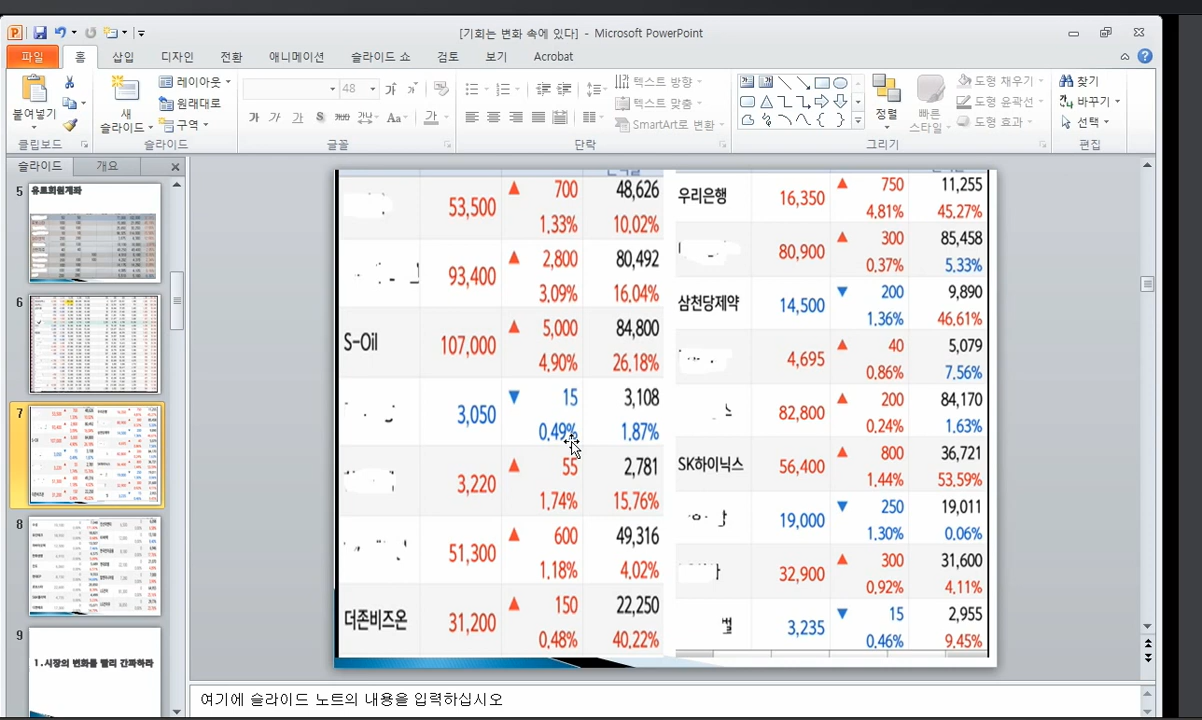 [기회는 변화 속에 있다] - Microsoft PowerPoint
파일 홈 삽입 디자인 전환 애니메이션 슬라이드 쇼 검토 보기 Acrobat
붙여넣기
클립보드
새 슬라이드
레이아웃
원래대로
구역
슬라이드
48
가 가 가 S 가나다 간 Aa 가
글꼴
텍스트 방향
텍스트 맞춤
SmartArt로 변환
단락
정렬
빠른 스타일
도형 채우기
도형 윤곽선
도형 효과
그리기
찾기
바꾸기
선택
편집
슬라이드 개요
5
유료회원계좌
6
7
8
9
1.시장의 변화를 빨리 간파하라
53,500 ▲ 700 48,626
1.33% 10.02%
93,400 ▲ 2,800 80,492
3.09% 16.04%
S-Oil 107,000 ▲ 5,000 84,800
4.90% 26.18%
3,050 ▼ 15 3,108
0.49% 1.87%
3,220 ▲ 55 2,781
1.74% 15.76%
51,300 ▲ 600 49,316
1.18% 4.02%
더존비즈온 31,200 ▲ 150 22,250
0.48% 40.22%
우리은행 16,350 ▲ 750 11,255
4.81% 45.27%
80,900 ▲ 300 85,458
0.37% 5.33%
삼천당제약 14,500 ▼ 200 9,890
1.36% 46.61%
4,695 ▲ 40 5,079
0.86% 7.56%
82,800 ▲ 200 84,170
0.24% 1.63%
SK하이닉스 56,400 ▲ 800 36,721
1.44% 53.59%
19,000 ▼ 250 19,011
1.30% 0.06%
32,900 ▲ 300 31,600
0.92% 4.11%
벌 3,235 ▼ 15 2,955
0.46% 9.45%
여기에 슬라이드 노트의 내용을 입력하십시오